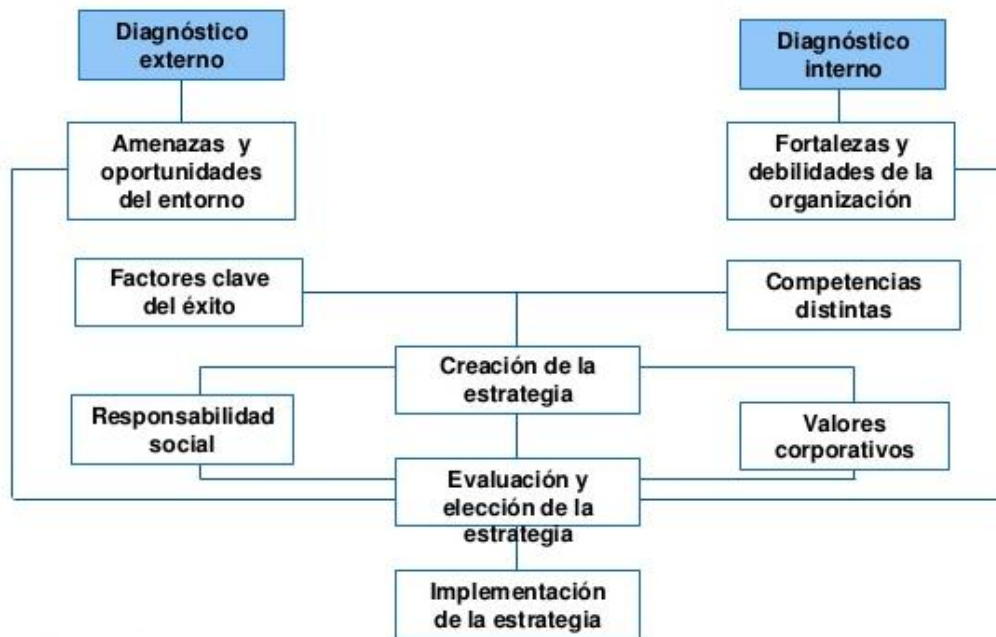 Diagnóstico
externo
Diagnóstico
interno
Amenazas y
oportunidades
del entorno
Fortalezas y
debilidades de la
organización
Factores clave
del éxito
Competencias
distintas
Creación de la
estrategia
Responsabilidad
social
Valores
corporativos
Evaluación y
elección de la
estrategia
Implementación
de la estrategia